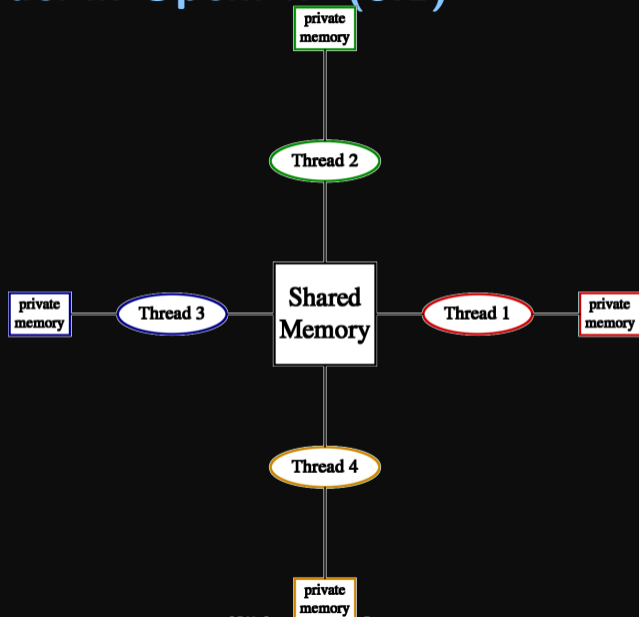 private
memory
Thread 2
private
memory
Thread 3
Shared
Memory
Thread 1
private
memory
Thread 4
private
memory